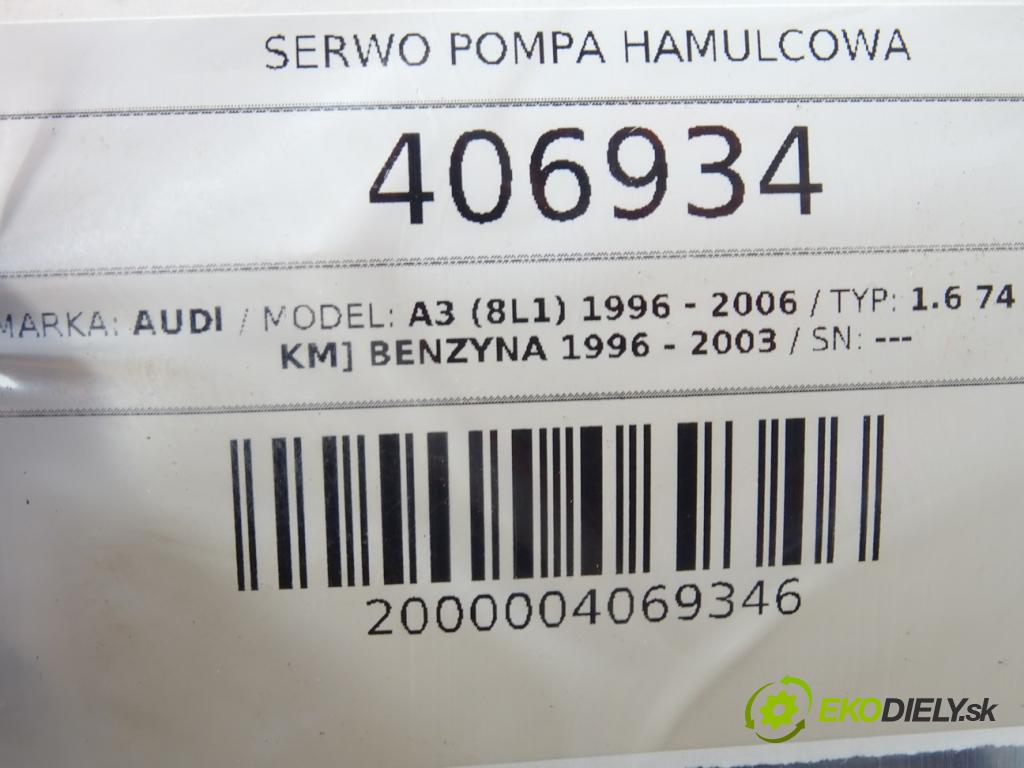 SERWO POMPA HAMULCOWA
406934
MARKA: AUDI / MODEL: A3 (8L1) 1996 - 2006 / TYP: 1.6 74
KM] BENZYNA 1996 - 2003 / SN: ---
2000004069346
EKODIELY.sk